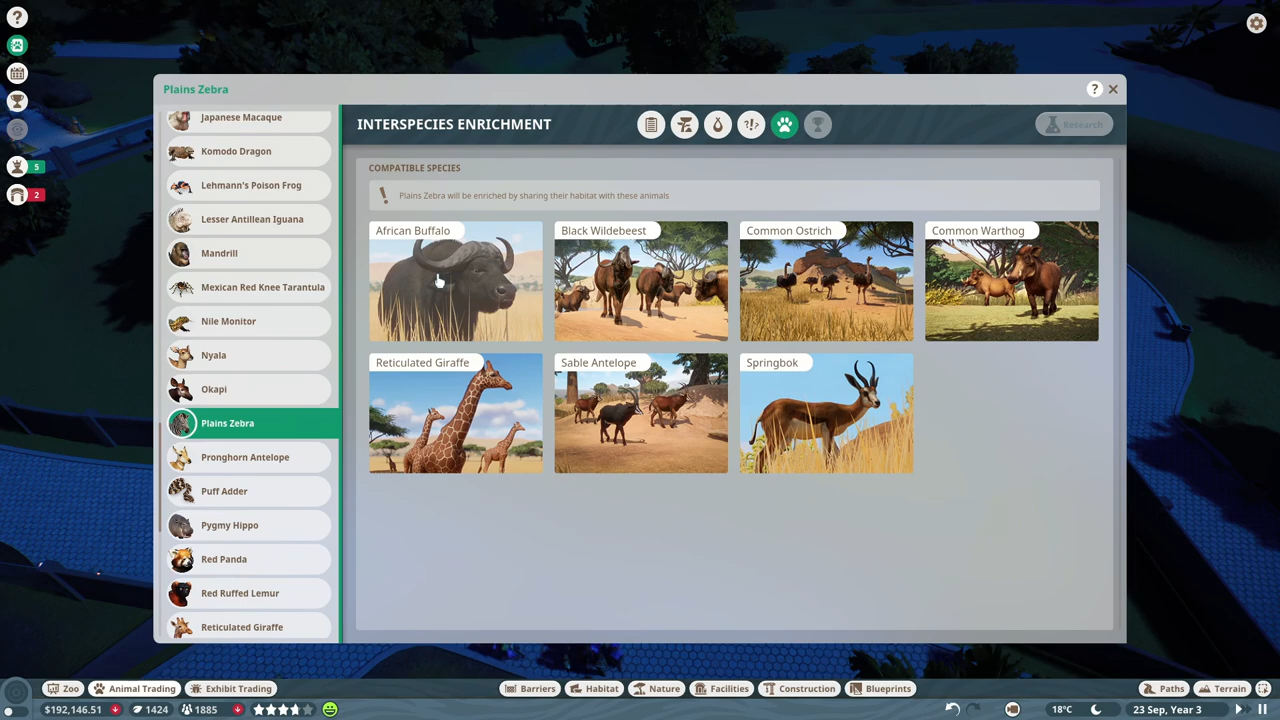 ?
5
2
Plains Zebra
?
Japanese Macaque
Komodo Dragon
Lehmann's Poison Frog
Lesser Antillean Iguana
Mandrill
Mexican Red Knee Tarantula
Nile Monitor
Nyala
Okapi
Plains Zebra
Pronghorn Antelope
Puff Adder
Pygmy Hippo
Red Panda
Red Ruffed Lemur
Reticulated Giraffe
INTERSPECIES ENRICHMENT
?!?
Research
COMPATIBLE SPECIES
! Plains Zebra will be enriched by sharing their habitat with these animals
African Buffalo
Black Wildebeest
Common Ostrich
Common Warthog
Reticulated Giraffe
Sable Antelope
Springbok
Zoo Animal Trading Exhibit Trading Barriers Habitat Nature Facilities Construction Blueprints Paths Terrain
$192,146.51 1424 1885 18°C 23 Sep, Year 3